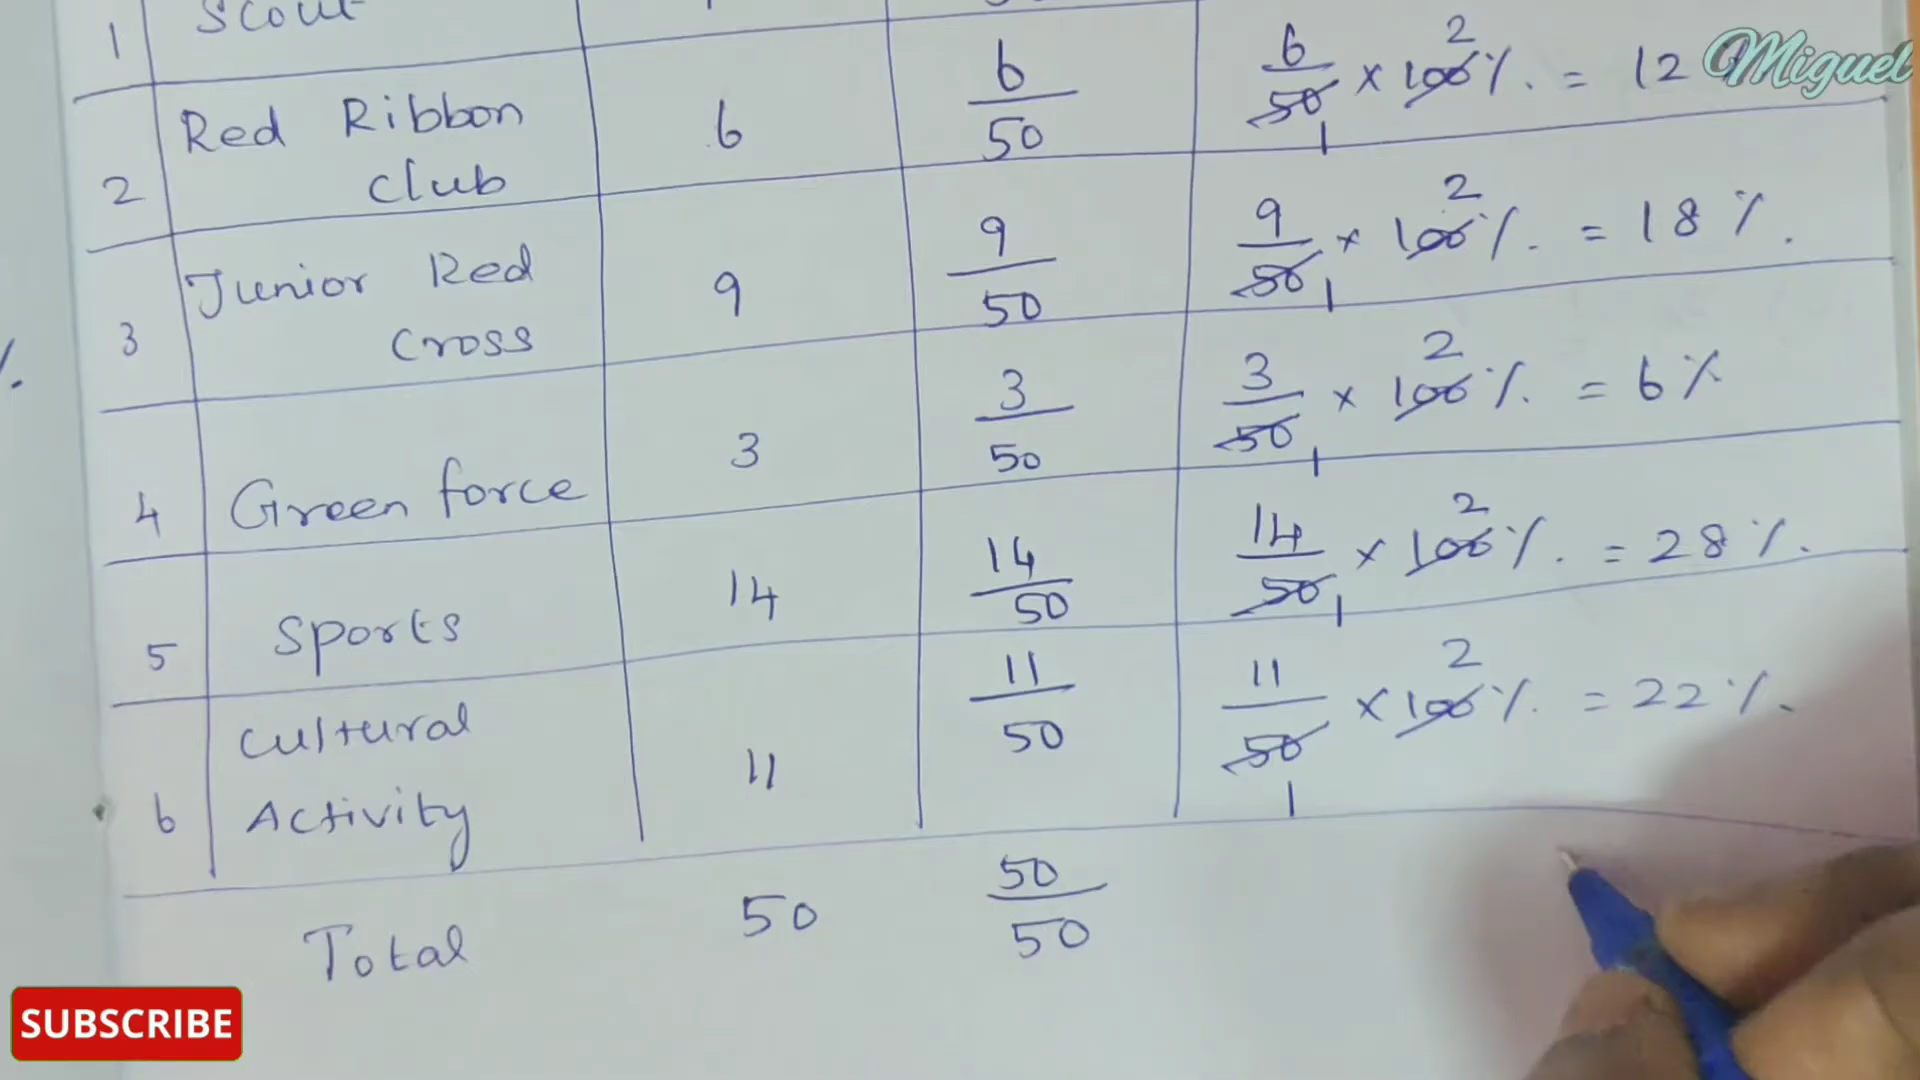 1 Scout
2 Red Ribbon Club 6 6/50 6/50 × 100%. = 12
Miguel
3 Junior Red Cross 9 9/50 9/50 × 100%. = 18%.
4 Green force 3 3/50 3/50 × 100%. = 6%
5 Sports 14 14/50 14/50 × 100%. = 28%.
6 Cultural Activity 11 11/50 11/50 × 100%. = 22%.
Total 50 50/50
SUBSCRIBE